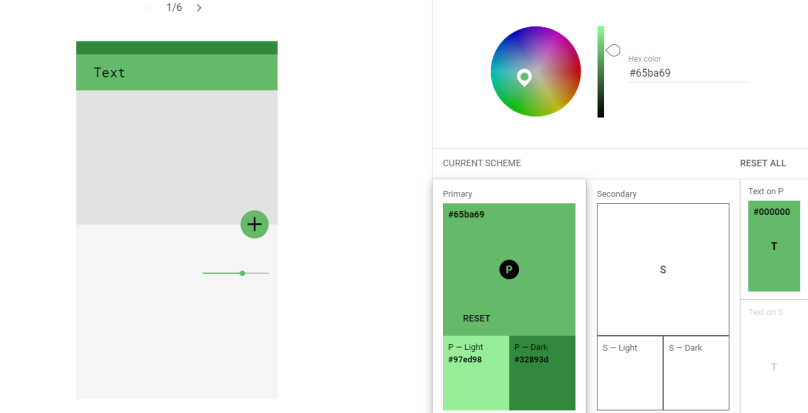 1/6
Text
Hex color
#65ba69
CURRENT SCHEME
RESET ALL
Primary
#65ba69
P
RESET
P — Light
#97ed98
P — Dark
#32893d
Secondary
S
S — Light
S — Dark
Text on P
#000000
T
Text on S
T